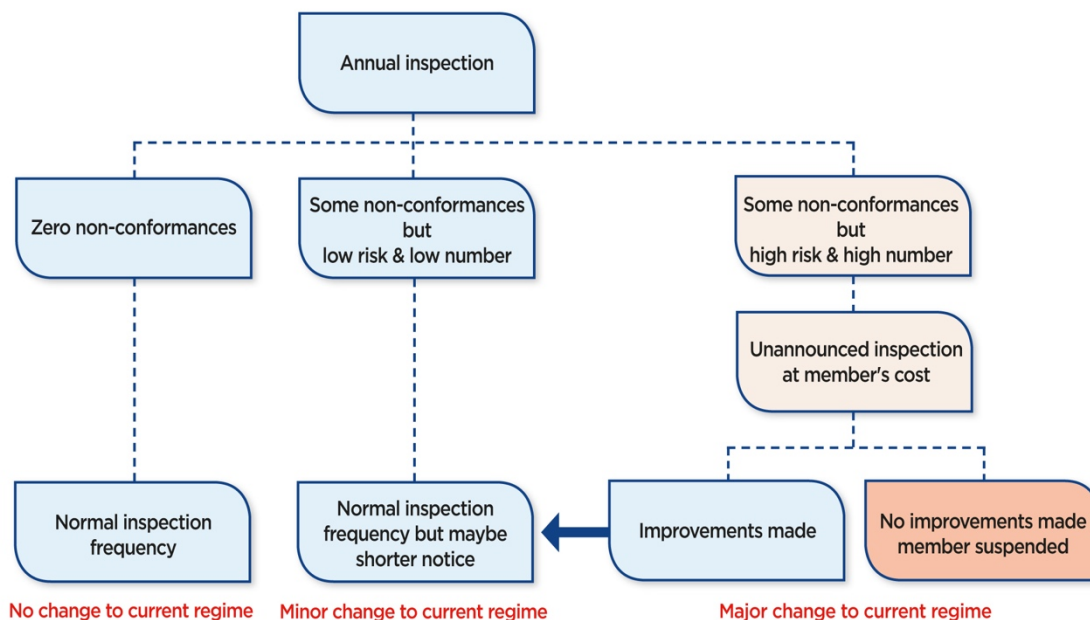 Annual inspection
Zero non-conformances
Some non-conformances
but
low risk & low number
Some non-conformances
but
high risk & high number
Unannounced inspection
at member's cost
Normal inspection
frequency
Normal inspection
frequency but maybe
shorter notice
Improvements made
No improvements made
member suspended
No change to current regime
Minor change to current regime
Major change to current regime